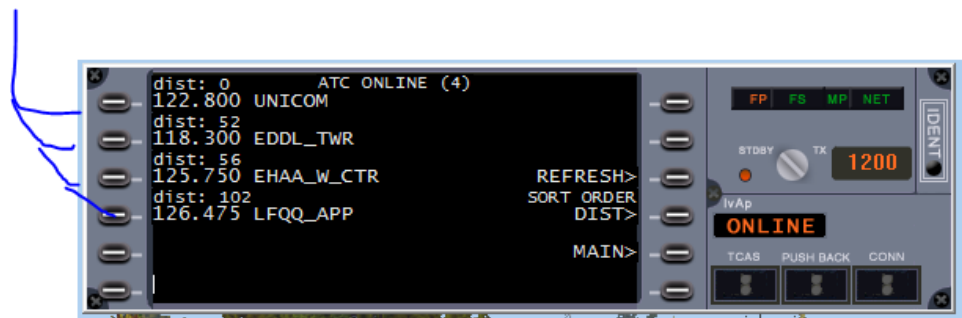 dist: 0 ATC ONLINE (4)
122.800 UNICOM
dist: 52
118.300 EDDL_TWR
dist: 56
125.750 EHAA_W_CTR REFRESH>
dist: 102 SORT ORDER
126.475 LFQQ_APP DIST>
MAIN>
FP FS MP NET
IDENT
STDBY TX 1200
IvAp
ONLINE
TCAS PUSH BACK CONN